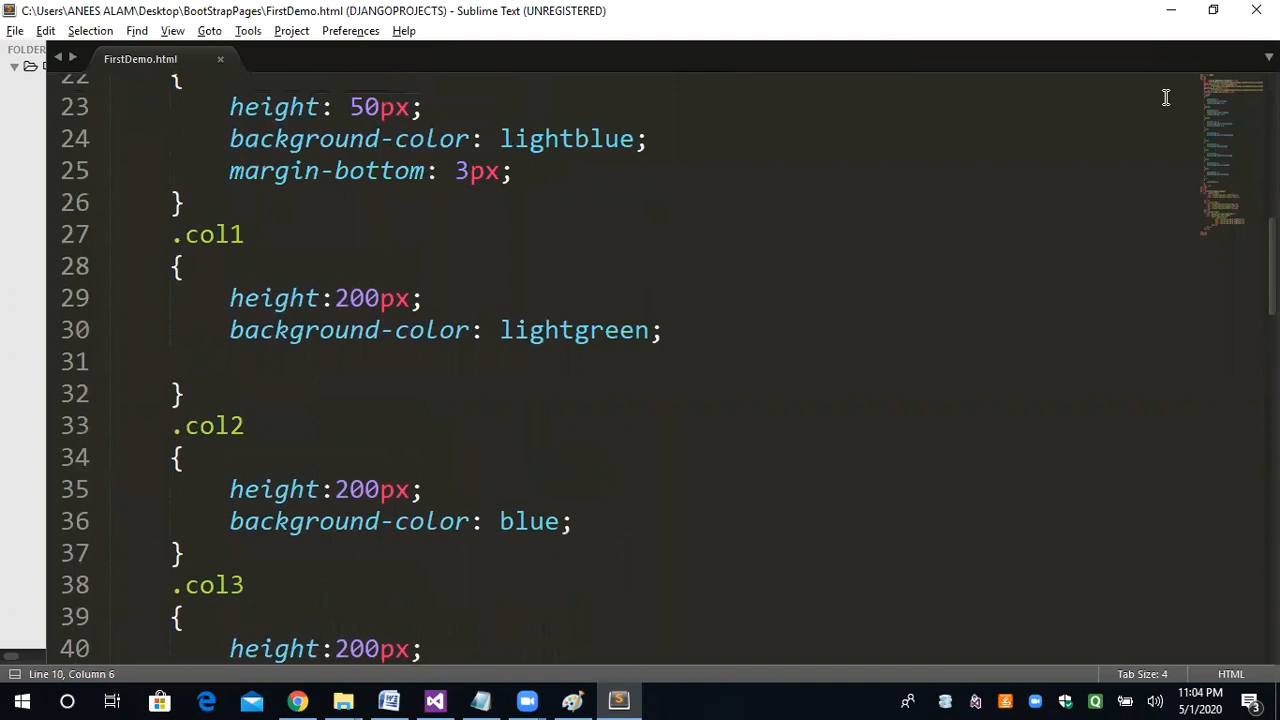 C:\Users\ANEES ALAM\Desktop\BootStrapPages\FirstDemo.html (DJANGOPROJECTS) - Sublime Text (UNREGISTERED)
File Edit Selection Find View Goto Tools Project Preferences Help
FOLDER
FirstDemo.html ×
22 {
23 height: 50px;
24 background-color: lightblue;
25 margin-bottom: 3px;
26 }
27 .col1
28 {
29 height:200px;
30 background-color: lightgreen;
31
32 }
33 .col2
34 {
35 height:200px;
36 background-color: blue;
37 }
38 .col3
39 {
40 height:200px;
Line 10, Column 6 Tab Size: 4 HTML
11:04 PM
5/1/2020
3